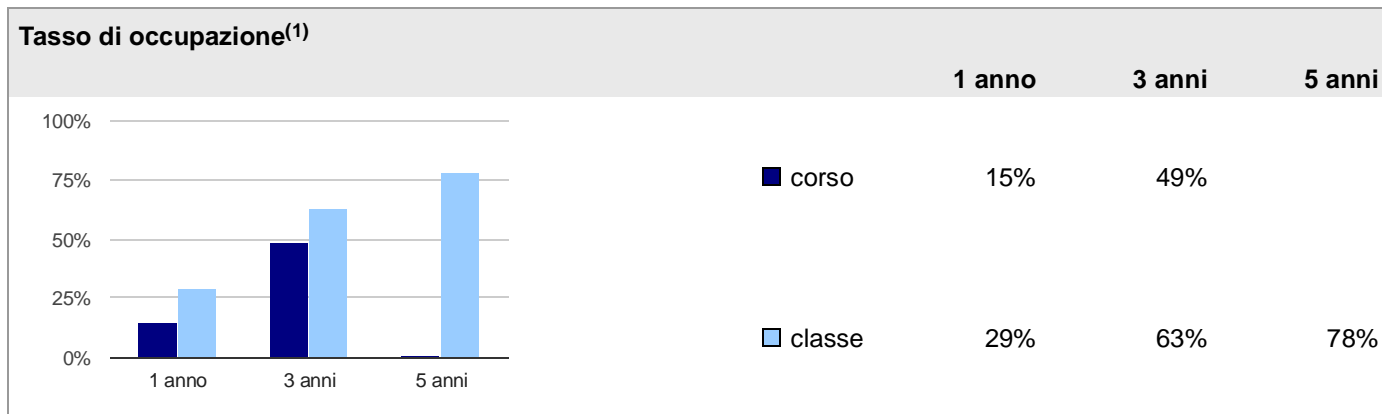 Tasso di occupazione(1)
1 anno 3 anni 5 anni
100%
75%
50%
25%
0%
1 anno 3 anni 5 anni
corso 15% 49%
classe 29% 63% 78%